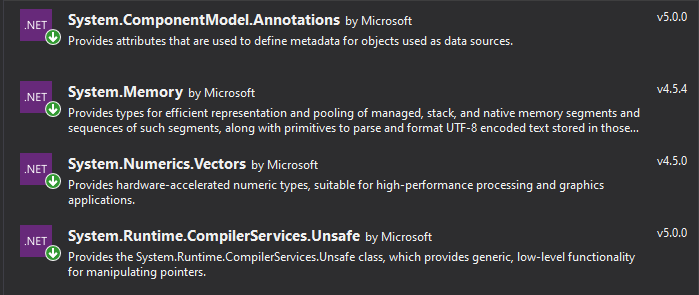 .NET
System.ComponentModel.Annotations by Microsoft
v5.0.0
Provides attributes that are used to define metadata for objects used as data sources.
.NET
System.Memory by Microsoft
v4.5.4
Provides types for efficient representation and pooling of managed, stack, and native memory segments and
sequences of such segments, along with primitives to parse and format UTF-8 encoded text stored in those...
.NET
System.Numerics.Vectors by Microsoft
v4.5.0
Provides hardware-accelerated numeric types, suitable for high-performance processing and graphics
applications.
.NET
System.Runtime.CompilerServices.Unsafe by Microsoft
v5.0.0
Provides the System.Runtime.CompilerServices.Unsafe class, which provides generic, low-level functionality
for manipulating pointers.